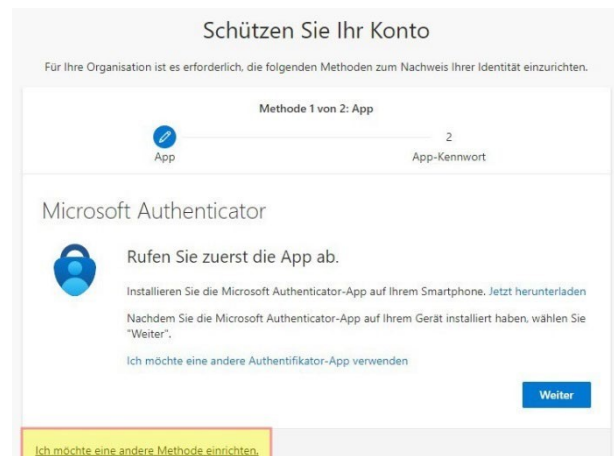 Schützen Sie Ihr Konto
Für Ihre Organisation ist es erforderlich, die folgenden Methoden zum Nachweis Ihrer Identität einzurichten.
Methode 1 von 2: App
2
App
App-Kennwort
Microsoft Authenticator
Rufen Sie zuerst die App ab.
Installieren Sie die Microsoft Authenticator-App auf Ihrem Smartphone. Jetzt herunterladen
Nachdem Sie die Microsoft Authenticator-App auf Ihrem Gerät installiert haben, wählen Sie
"Weiter".
Ich möchte eine andere Authentifikator-App verwenden
Weiter
Ich möchte eine andere Methode einrichten.